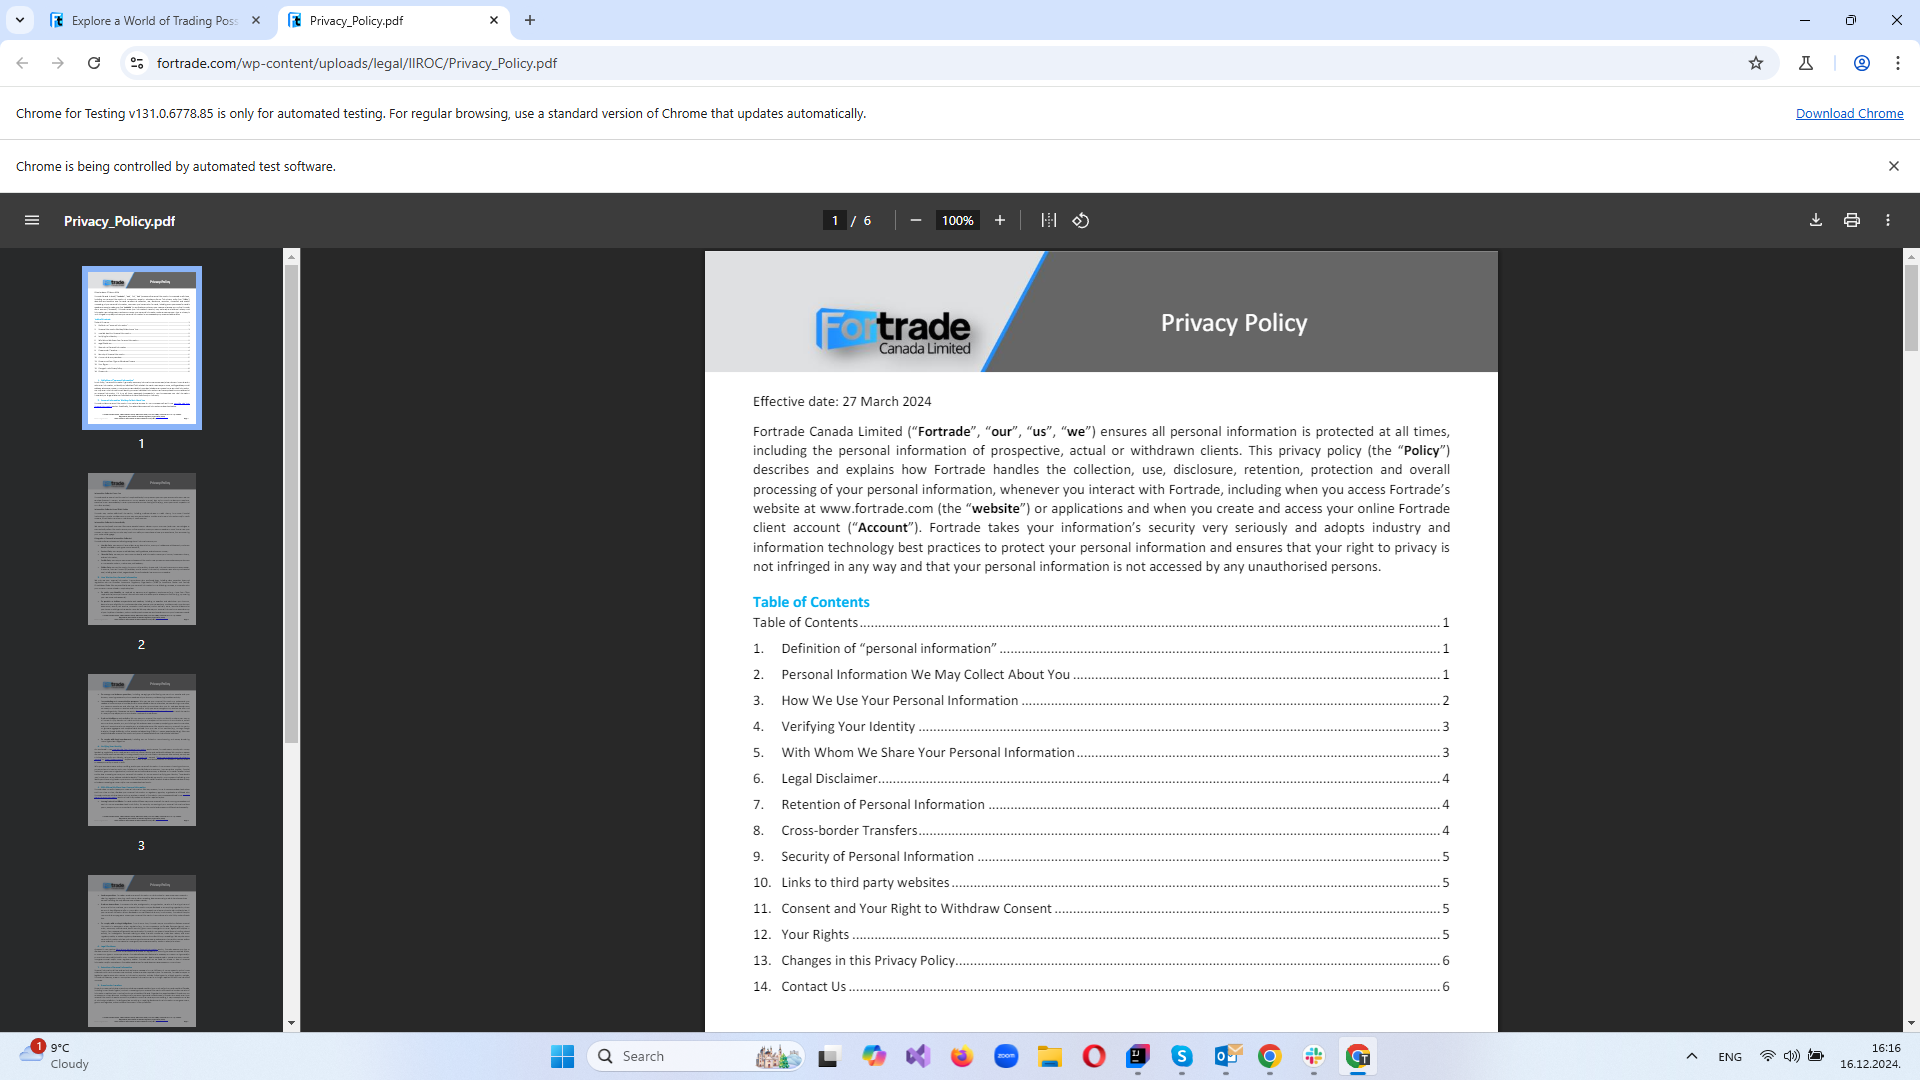 Explore a World of Trading Poss
Privacy_Policy.pdf
fortrade.com/wp-content/uploads/legal/IIROC/Privacy_Policy.pdf
Chrome for Testing v131.0.6778.85 is only for automated testing. For regular browsing, use a standard version of Chrome that updates automatically.
Download Chrome
Chrome is being controlled by automated test software.
Privacy_Policy.pdf
1 / 6
100%
1
2
3
Fortrade
Canada Limited
Privacy Policy
Effective date: 27 March 2024
Fortrade Canada Limited (“Fortrade”, “our”, “us”, “we”) ensures all personal information is protected at all times,
including the personal information of prospective, actual or withdrawn clients. This privacy policy (the “Policy”)
describes and explains how Fortrade handles the collection, use, disclosure, retention, protection and overall
processing of your personal information, whenever you interact with Fortrade, including when you access Fortrade’s
website at www.fortrade.com (the “website”) or applications and when you create and access your online Fortrade
client account (“Account”). Fortrade takes your information’s security very seriously and adopts industry and
information technology best practices to protect your personal information and ensures that your right to privacy is
not infringed in any way and that your personal information is not accessed by any unauthorised persons.
Table of Contents
Table of Contents 1
1. Definition of “personal information” 1
2. Personal Information We May Collect About You 1
3. How We Use Your Personal Information 2
4. Verifying Your Identity 3
5. With Whom We Share Your Personal Information 3
6. Legal Disclaimer 4
7. Retention of Personal Information 4
8. Cross-border Transfers 4
9. Security of Personal Information 5
10. Links to third party websites 5
11. Consent and Your Right to Withdraw Consent 5
12. Your Rights 5
13. Changes in this Privacy Policy 6
14. Contact Us 6
1
9°C
Cloudy
Search
zoom
ENG
16:16
16.12.2024.